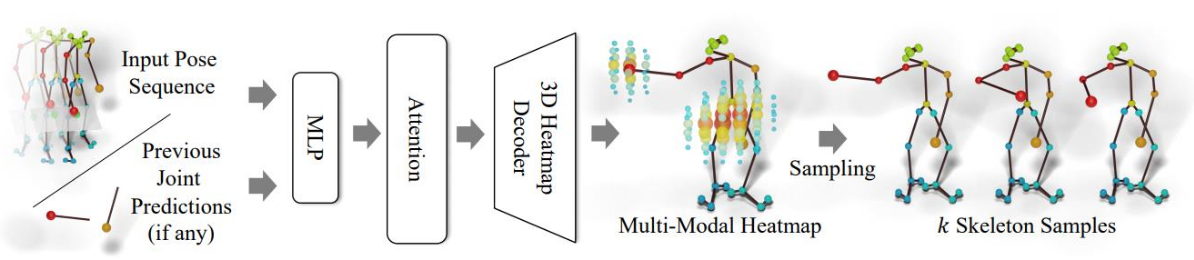 Input Pose
Sequence
Previous
Joint
Predictions
(if any)
MLP
Attention
3D Heatmap
Decoder
Multi-Modal Heatmap
Sampling
k Skeleton Samples